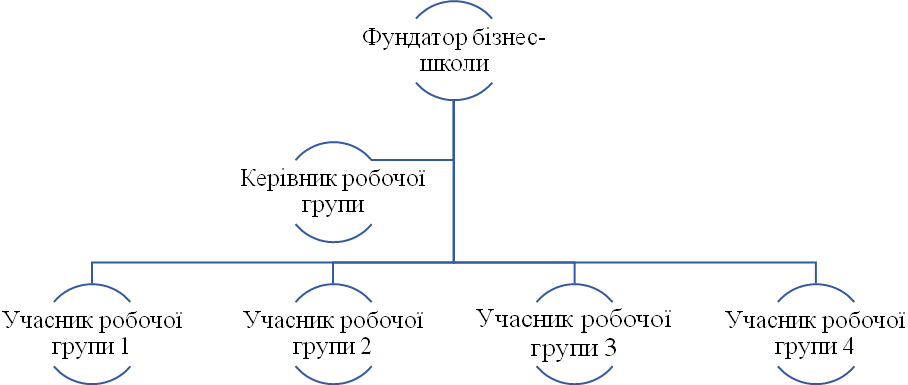 Фундатор бізнес-
школи
Керівник робочої
групи
Учасник робочої
групи 1
Учасник робочої
групи 2
Учасник робочої
групи 3
Учасник робочої
групи 4